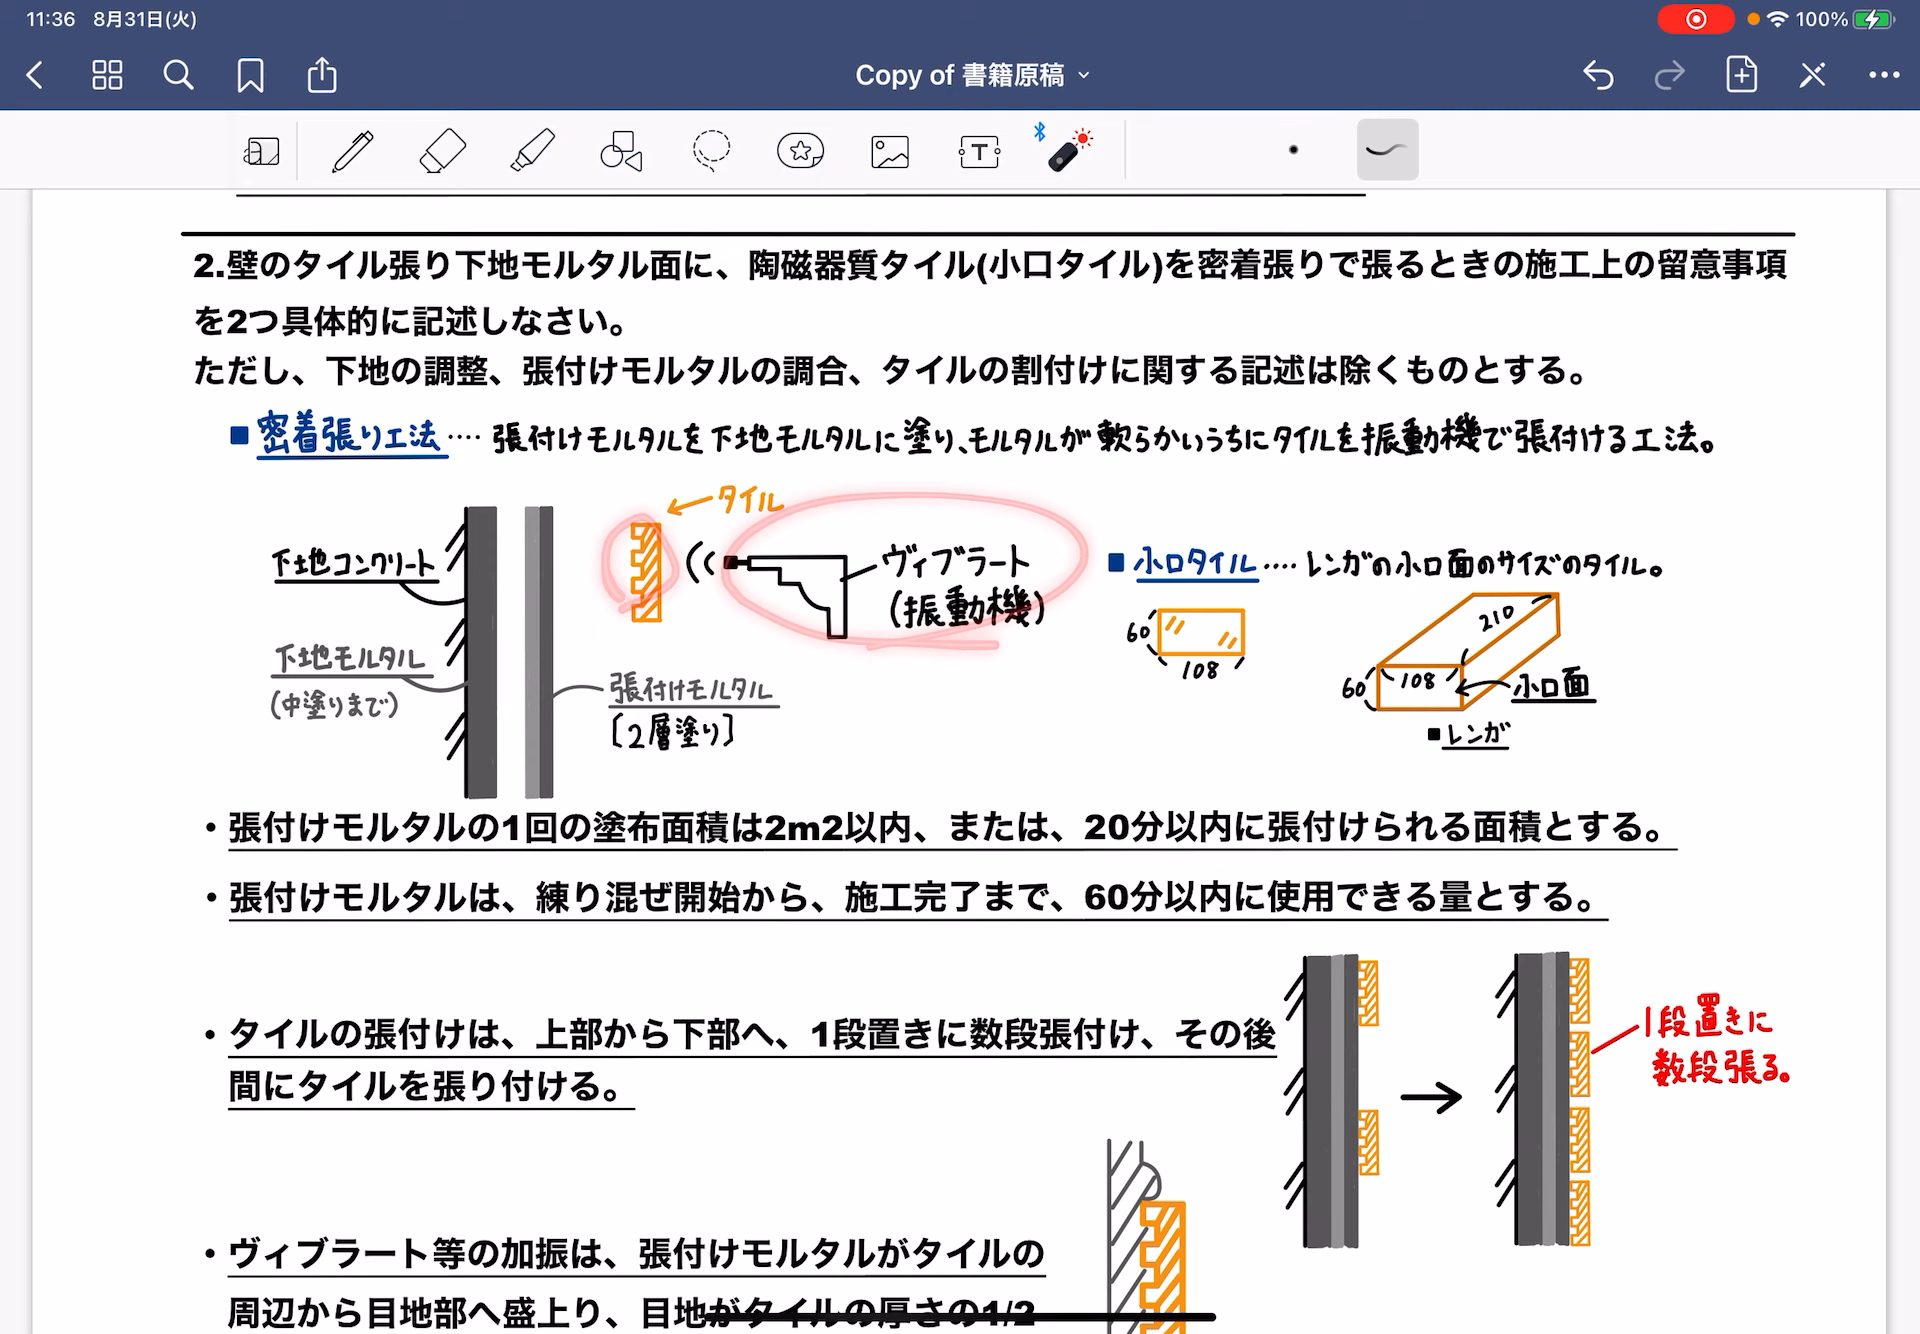 11:36 8月31日(火)
100%
Copy of 書籍原稿
2.壁のタイル張り下地モルタル面に、陶磁器質タイル(小口タイル)を密着張りで張るときの施工上の留意事項
を2つ具体的に記述しなさい。
ただし、下地の調整、張付けモルタルの調合、タイルの割付けに関する記述は除くものとする。
■密着張り工法‥‥張付けモルタルを下地モルタルに塗り、モルタルが軟らかいうちにタイルを振動機で張付ける工法。
←タイル
下地コンクリート
ヴィブラート
(振動機)
下地モルタル
(中塗りまで)
張付けモルタル
[2層塗り]
■小口タイル‥‥レンガの小口面のサイズのタイル。
60
108
210
60
108
小口面
■レンガ
・張付けモルタルの1回の塗布面積は2m2以内、または、20分以内に張付けられる面積とする。
・張付けモルタルは、練り混ぜ開始から、施工完了まで、60分以内に使用できる量とする。
・タイルの張付けは、上部から下部へ、1段置きに数段張付け、その後
間にタイルを張り付ける。
→
1段置きに
数段張る。
・ヴィブラート等の加振は、張付けモルタルがタイルの
周辺から目地部へ盛上り、目地がタイルの厚さの1/2